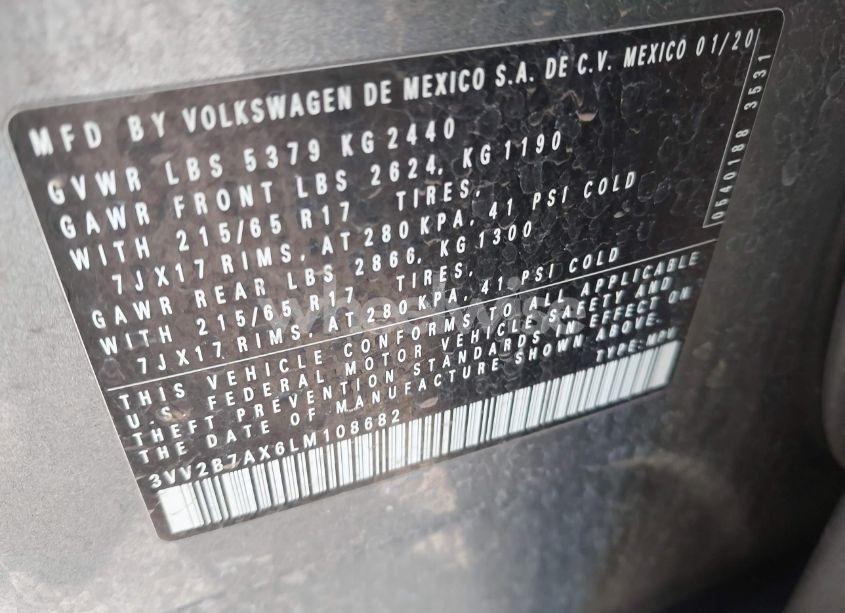 MFD BY VOLKSWAGEN DE MEXICO S.A. DE C.V. MEXICO 01/20
GVWR LBS 5379 KG 2440
GAWR FRONT LBS 2624, KG 1190
WITH 215/65 R17 TIRES,
7JX17 RIMS, AT 280 KPA, 41 PSI COLD
GAWR REAR LBS 2866, KG 1300
WITH 215/65 R17 TIRES,
7JX17 RIMS, AT 280 KPA, 41 PSI COLD
THIS VEHICLE CONFORMS TO ALL APPLICABLE
U.S. FEDERAL MOTOR VEHICLE SAFETY AND
THEFT PREVENTION STANDARDS IN EFFECT ON
THE DATE OF MANUFACTURE SHOWN ABOVE.
TYPE: MPV
3VV2B7AX6LM108682
0540188 3531